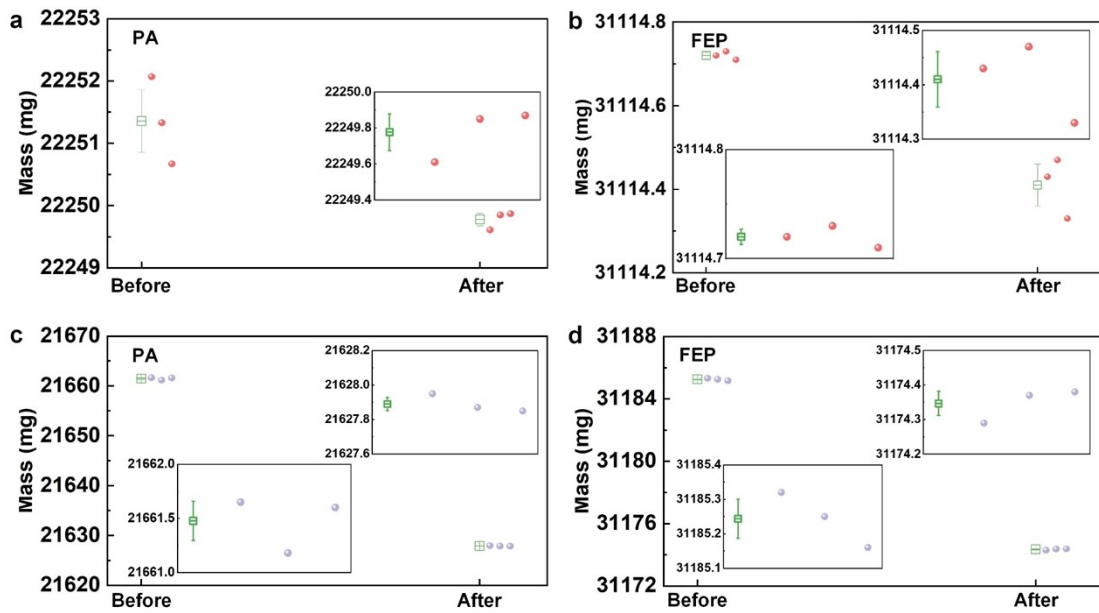 a
PA
Mass (mg)
22253
22252
22251
22250
22249
22250.0
22249.8
22249.6
22249.4
Before
After
b
FEP
Mass (mg)
31114.8
31114.6
31114.4
31114.2
31114.5
31114.4
31114.3
31114.8
31114.7
Before
After
c
PA
Mass (mg)
21670
21660
21650
21640
21630
21620
21628.2
21628.0
21627.8
21627.6
21662.0
21661.5
21661.0
Before
After
d
FEP
Mass (mg)
31188
31184
31180
31176
31172
31174.5
31174.4
31174.3
31174.2
31185.4
31185.3
31185.2
31185.1
Before
After